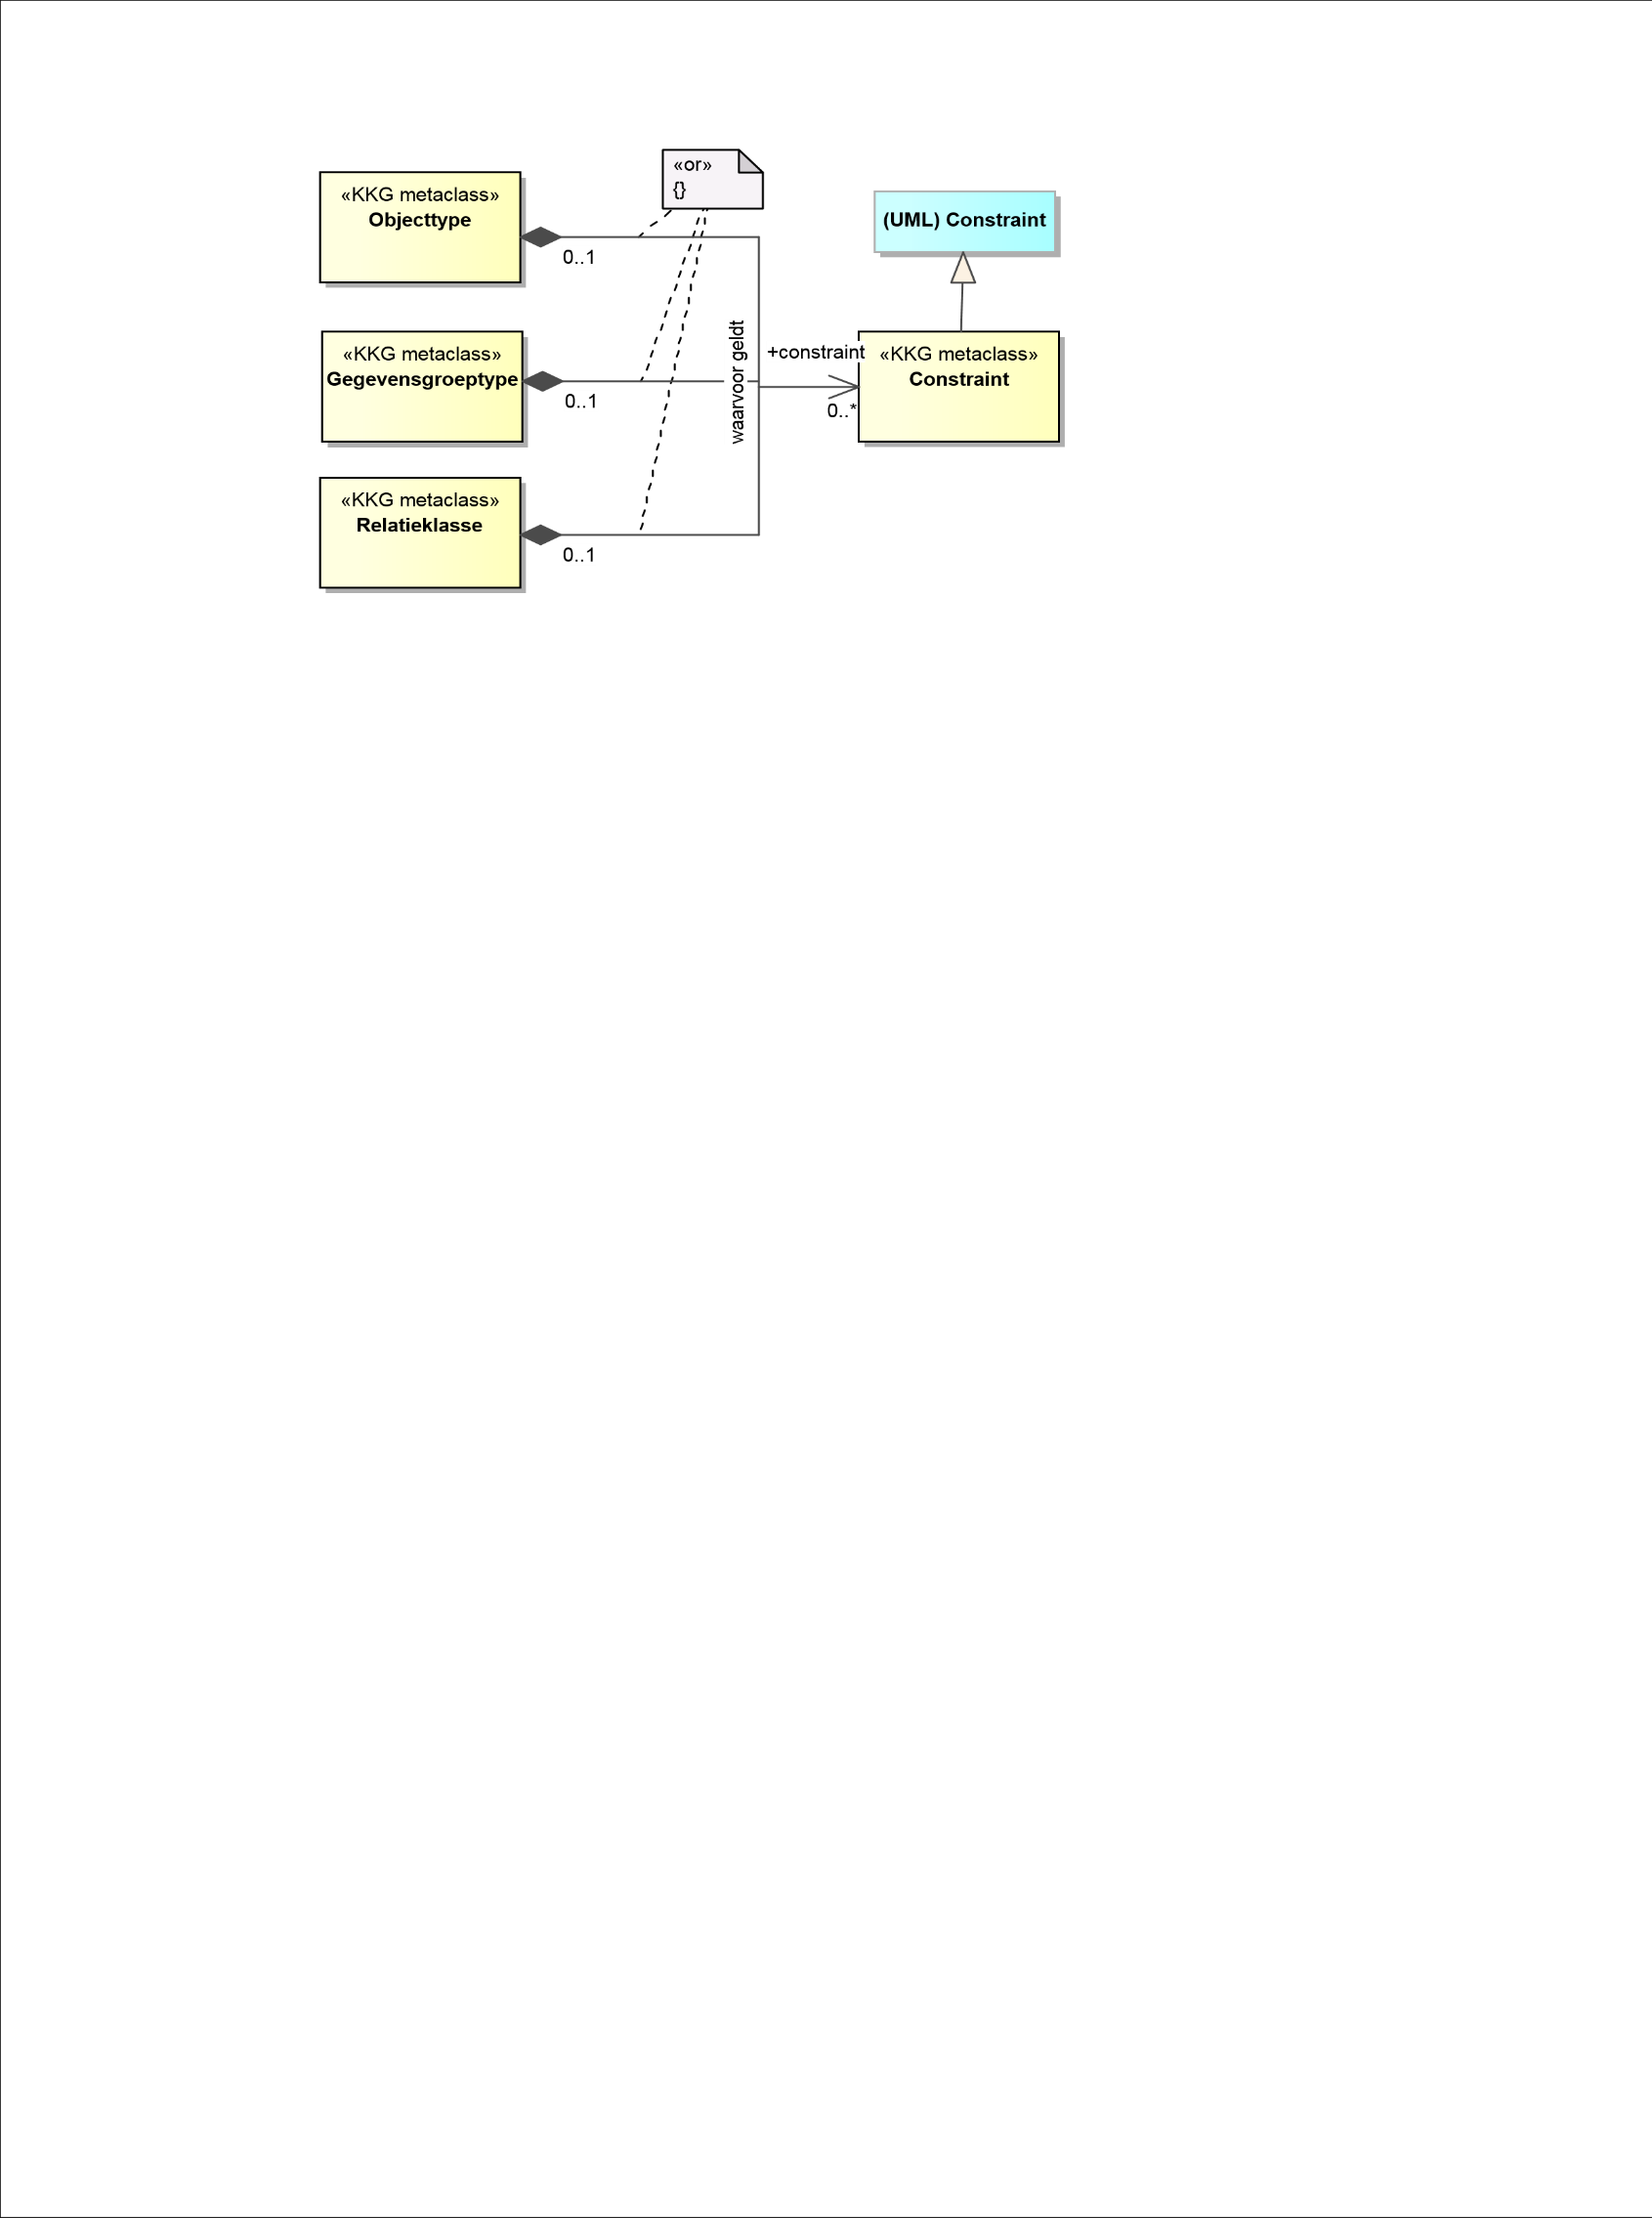 «or»
{}
«KKG metaclass»
Objecttype
0..1
(UML) Constraint
«KKG metaclass»
Gegevensgroeptype
0..1
waarvoor geldt
+constraint
0..*
«KKG metaclass»
Constraint
«KKG metaclass»
Relatieklasse
0..1